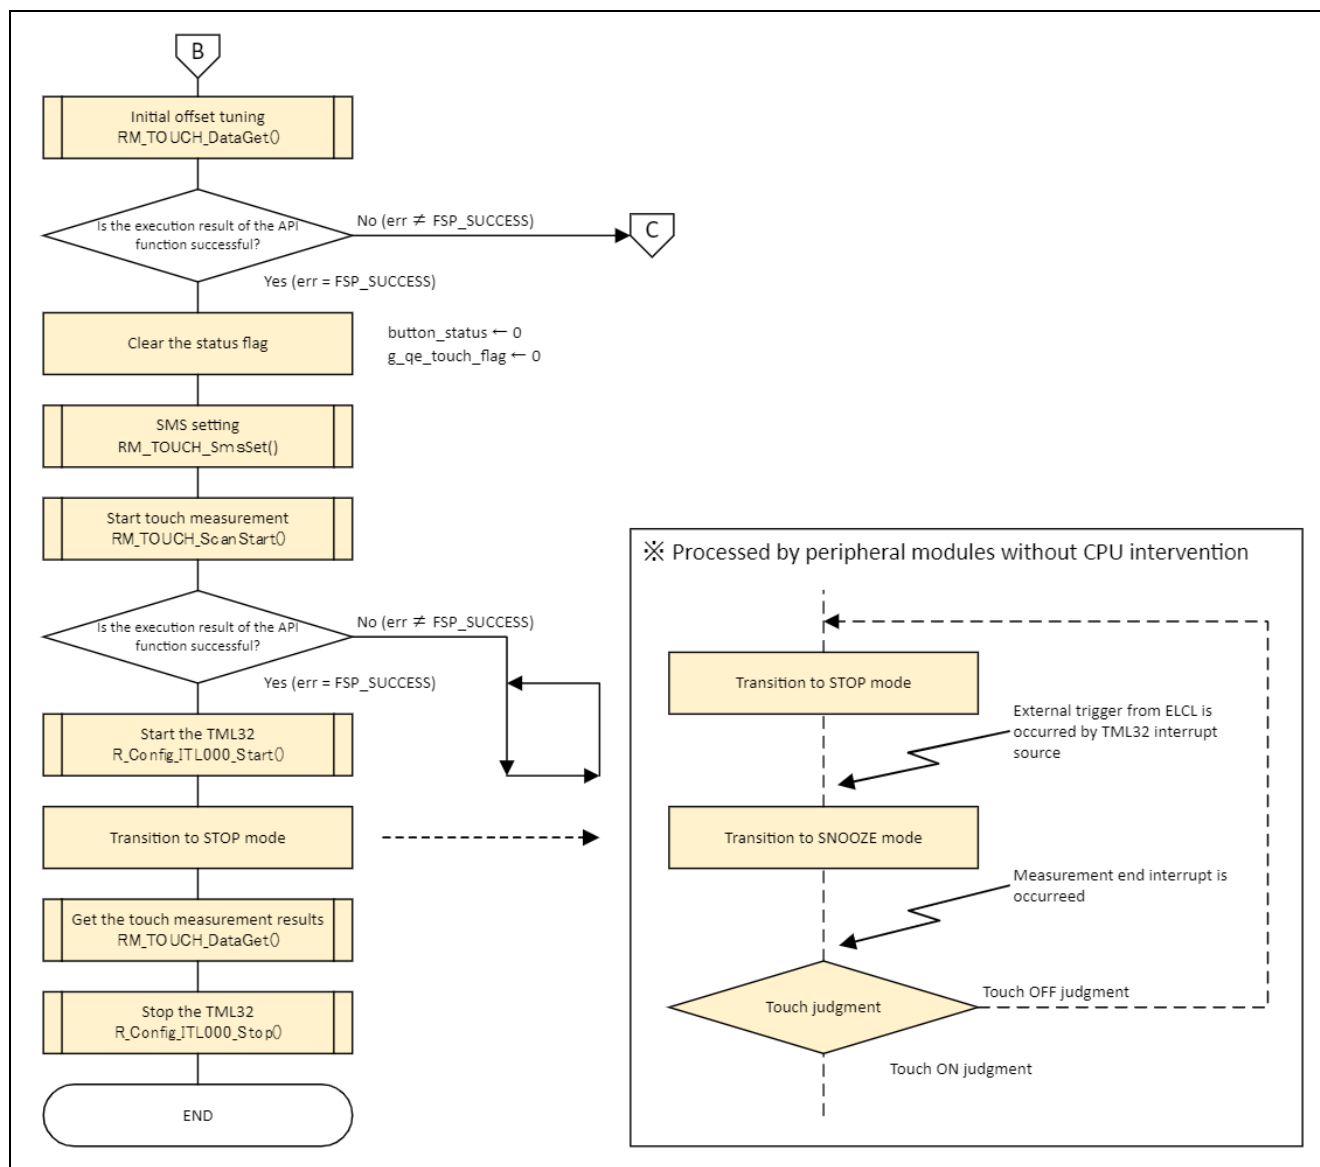 B
Initial offset tuning
RM_TOUCH_DataGet()
Is the execution result of the API
function successful?
No (err ≠ FSP_SUCCESS)
C
Yes (err = FSP_SUCCESS)
Clear the status flag
button_status ← 0
g_qe_touch_flag ← 0
SMS setting
RM_TOUCH_SmsSet()
Start touch measurement
RM_TOUCH_ScanStart()
Is the execution result of the API
function successful?
No (err ≠ FSP_SUCCESS)
Yes (err = FSP_SUCCESS)
Start the TML32
R_Config_ITL000_Start()
Transition to STOP mode
Get the touch measurement results
RM_TOUCH_DataGet()
Stop the TML32
R_Config_ITL000_Stop()
END
※ Processed by peripheral modules without CPU intervention
Transition to STOP mode
External trigger from ELCL is
occurred by TML32 interrupt
source
Transition to SNOOZE mode
Measurement end interrupt is
occurreed
Touch judgment
Touch OFF judgment
Touch ON judgment